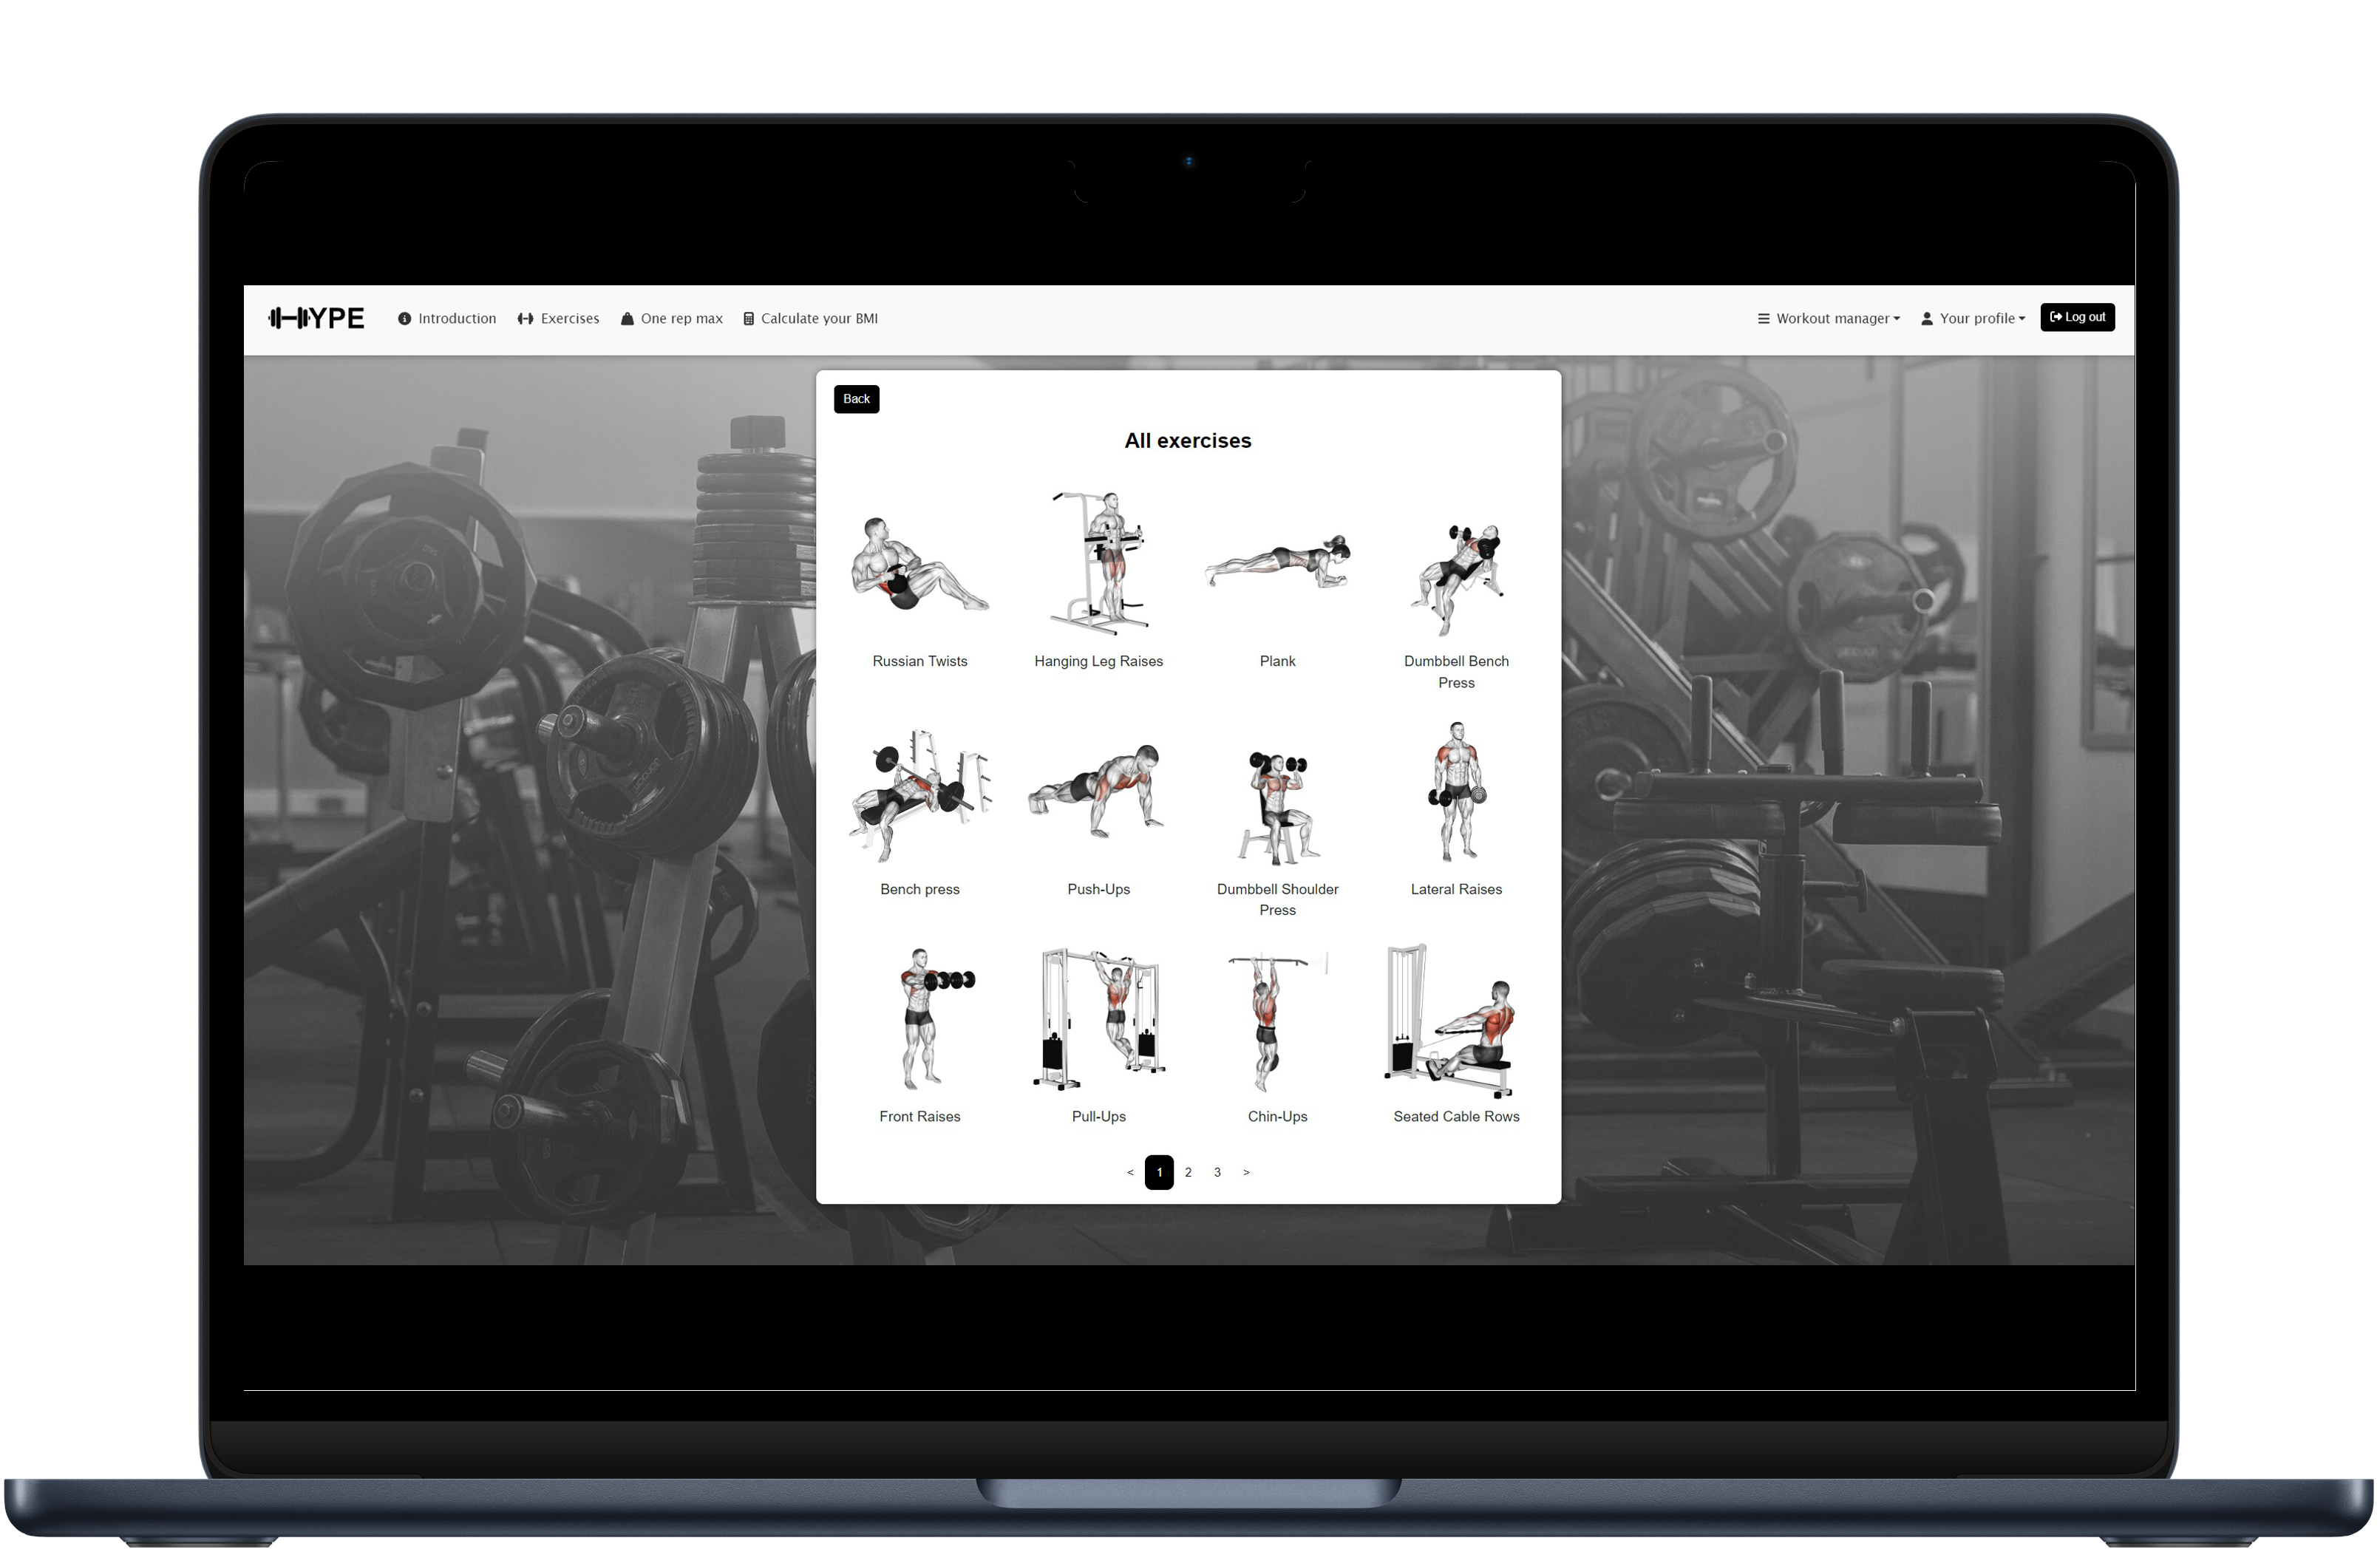 HYPE
Introduction
Exercises
One rep max
Calculate your BMI
Workout manager
Your profile
Log out
Back
All exercises
Russian Twists
Hanging Leg Raises
Plank
Dumbbell Bench
Press
Bench press
Push-Ups
Dumbbell Shoulder
Press
Lateral Raises
Front Raises
Pull-Ups
Chin-Ups
Seated Cable Rows
< 1 2 3 >